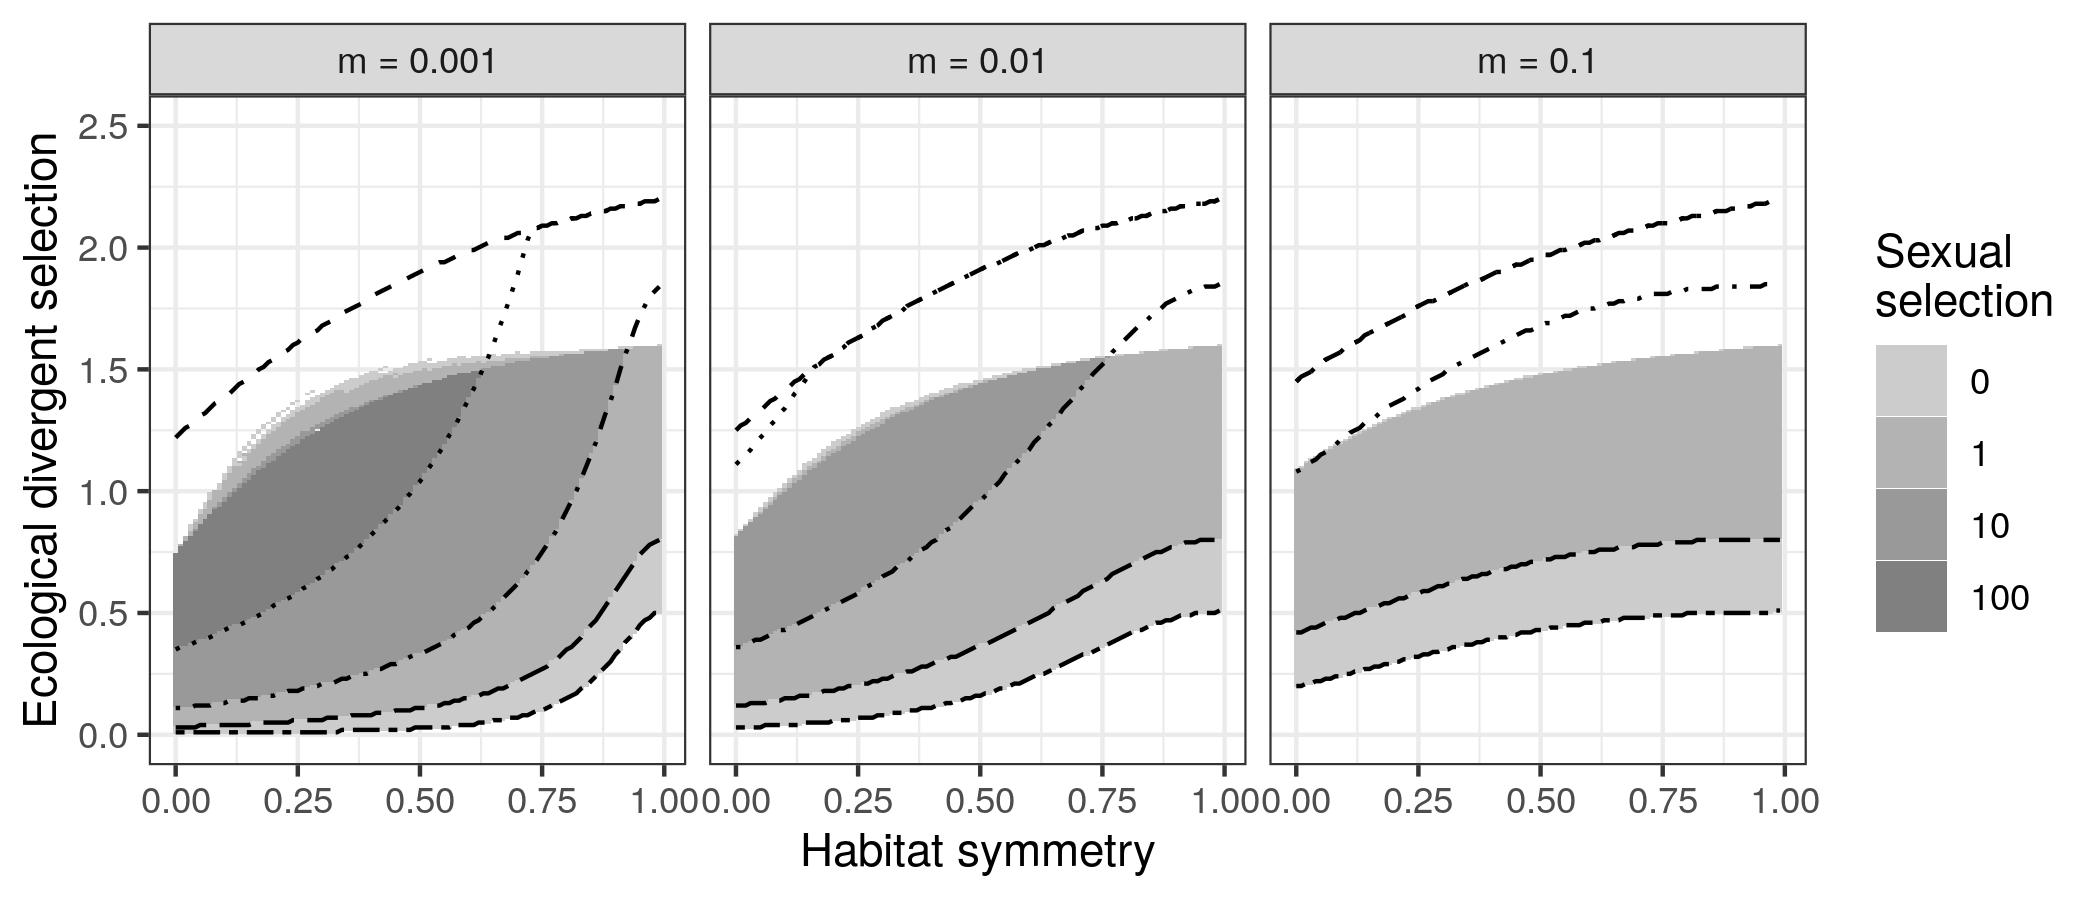 m = 0.001
m = 0.01
m = 0.1
Ecological divergent selection
2.5
2.0
1.5
1.0
0.5
0.0
0.00 0.25 0.50 0.75 1.00
0.00 0.25 0.50 0.75 1.00
0.00 0.25 0.50 0.75 1.00
Habitat symmetry
Sexual
selection
0
1
10
100